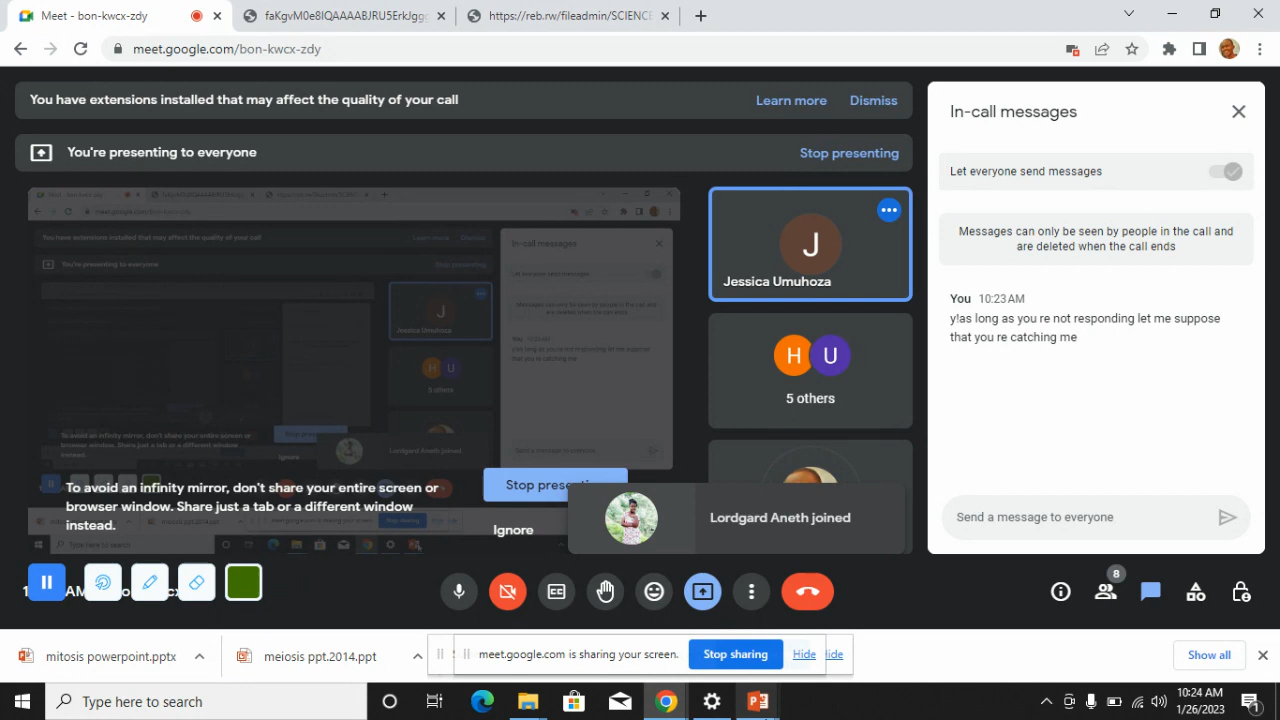 Meet - bon-kwcx-zdy
faKgvM0e8IQAAAABJRU5ErkJggg
https://reb.rw/fileadmin/SCIENCE
meet.google.com/bon-kwcx-zdy
You have extensions installed that may affect the quality of your call
Learn more
Dismiss
You're presenting to everyone
Stop presenting
J
Jessica Umuhoza
H U
5 others
To avoid an infinity mirror, don't share your entire screen or
browser window. Share just a tab or a different window
instead.
Ignore
Lordgard Aneth joined
In-call messages
Let everyone send messages
Messages can only be seen by people in the call and
are deleted when the call ends
You 10:23 AM
y!as long as you re not responding let me suppose
that you re catching me
Send a message to everyone
8
mitosis powerpoint.pptx
meiosis ppt.2014.ppt
meet.google.com is sharing your screen.
Stop sharing
Hide
Show all
Type here to search
10:24 AM
1/26/2023
1